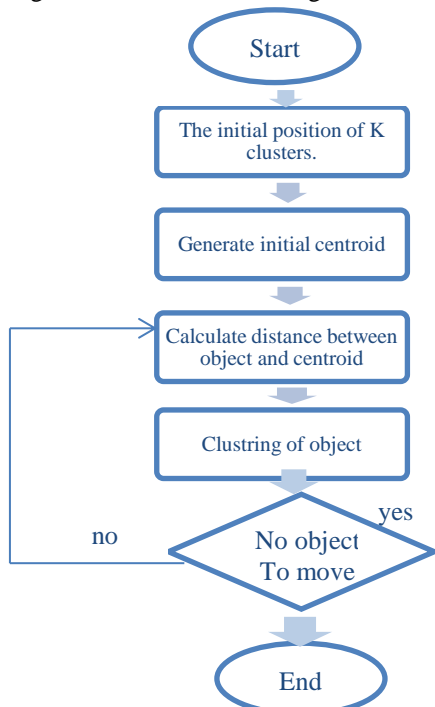 Start
The initial position of K
clusters.
Generate initial centroid
Calculate distance between
object and centroid
Clustring of object
yes
no
No object
To move
End